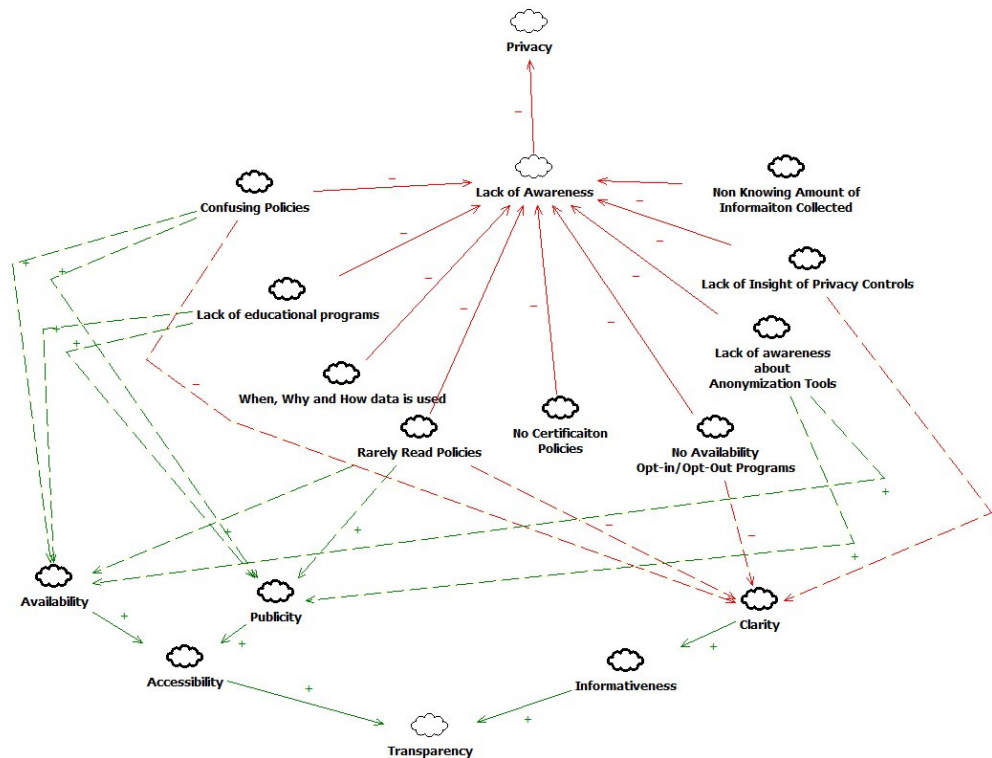 Privacy
Lack of Awareness
Confusing Policies
Non Knowing Amount of
Informaiton Collected
Lack of Insight of Privacy Controls
Lack of educational programs
Lack of awareness
about
Anonymization Tools
When, Why and How data is used
No Certificaiton
Policies
Rarely Read Policies
No Availability
Opt-in/Opt-Out Programs
Availability
Publicity
Clarity
Accessibility
Informativeness
Transparency